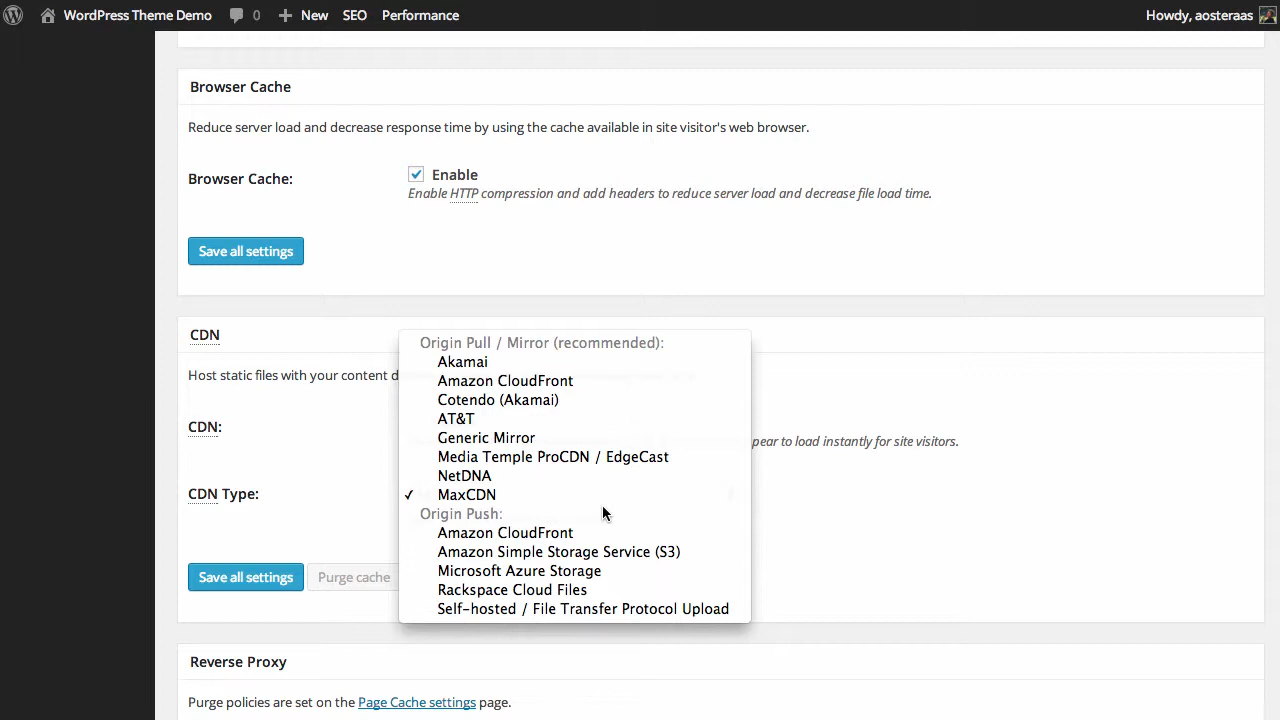 WordPress Theme Demo 0 New SEO Performance Howdy, aosteraas
Browser Cache
Reduce server load and decrease response time by using the cache available in site visitor's web browser.
Browser Cache: Enable
Enable HTTP compression and add headers to reduce server load and decrease file load time.
Save all settings
CDN
Host static files with your content d
CDN:
pear to load instantly for site visitors.
CDN Type:
Origin Pull / Mirror (recommended):
Akamai
Amazon CloudFront
Cotendo (Akamai)
AT&T
Generic Mirror
Media Temple ProCDN / EdgeCast
NetDNA
✓ MaxCDN
Origin Push:
Amazon CloudFront
Amazon Simple Storage Service (S3)
Microsoft Azure Storage
Rackspace Cloud Files
Self-hosted / File Transfer Protocol Upload
Save all settings Purge cache
Reverse Proxy
Purge policies are set on the Page Cache settings page.